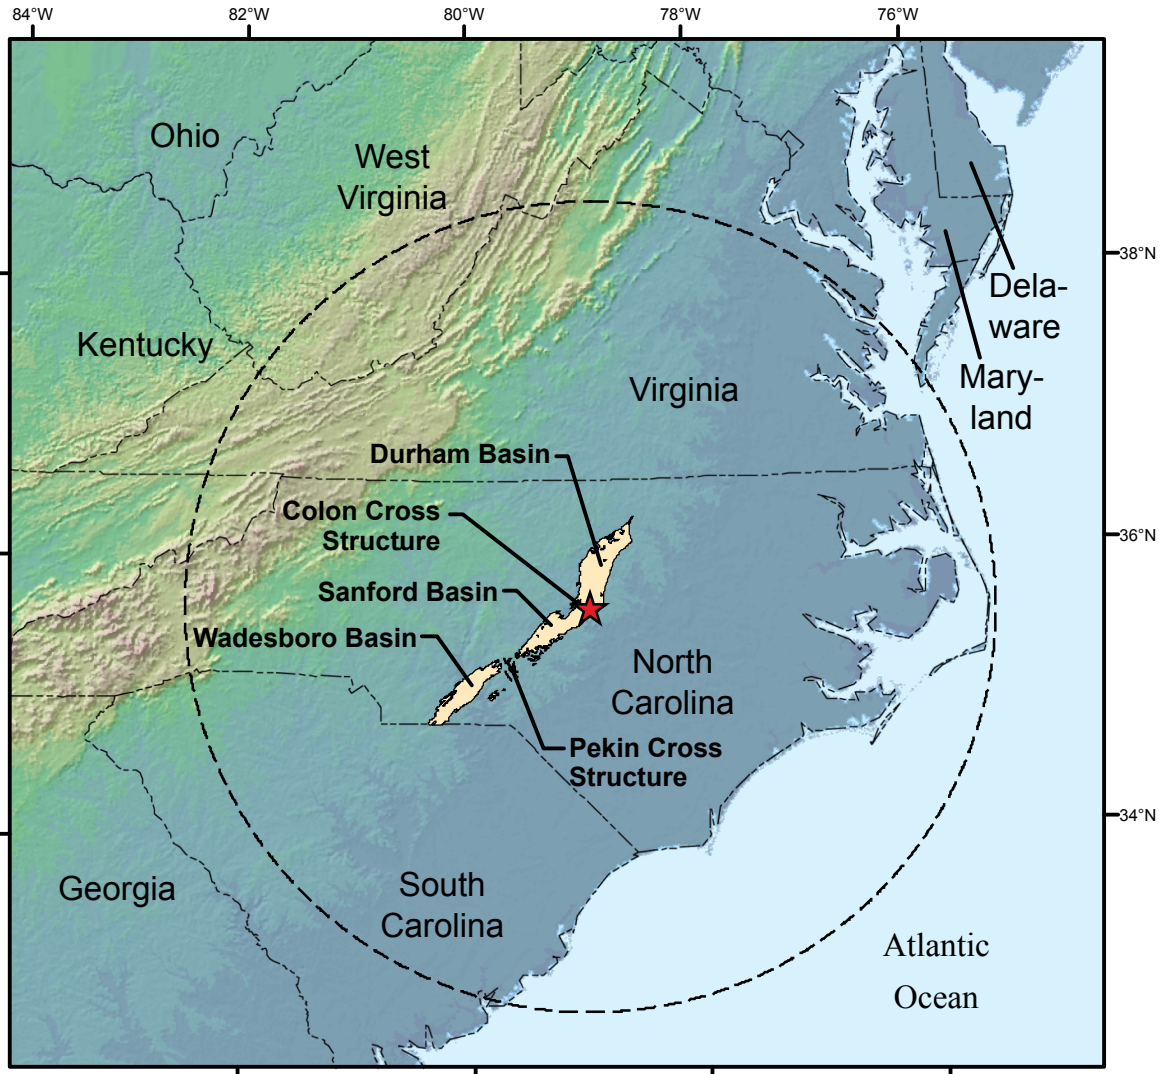 84°W
82°W
80°W
78°W
76°W
Ohio
West
Virginia
38°N
Dela-
ware
Kentucky
Mary-
land
Virginia
Durham Basin
Colon Cross
Structure
36°N
Sanford Basin
Wadesboro Basin
North
Carolina
Pekin Cross
Structure
34°N
Georgia
South
Carolina
Atlantic
Ocean